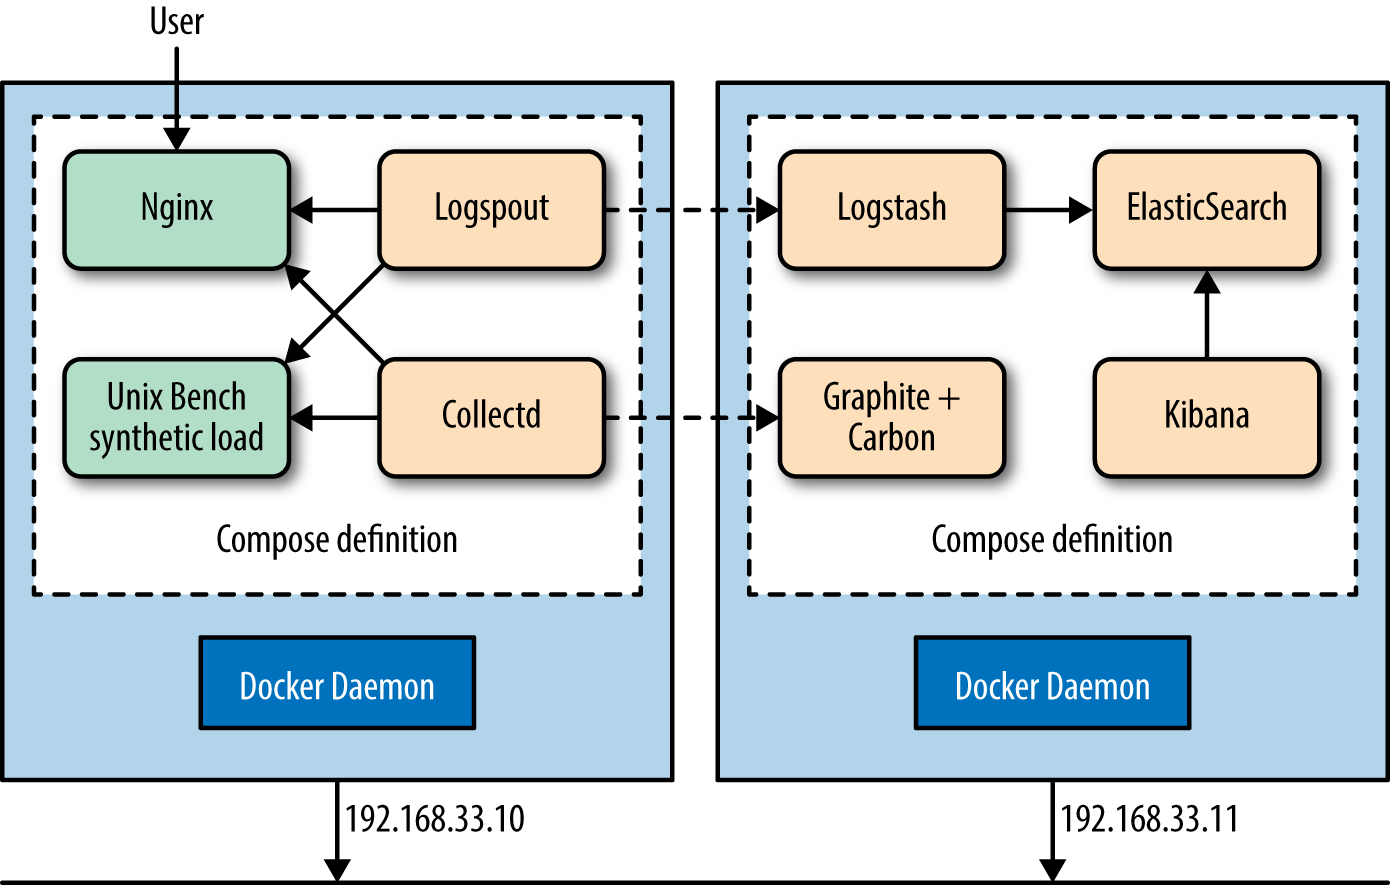 User
Nginx
Logspout
Logstash
ElasticSearch
Unix Bench
synthetic load
Collectd
Graphite +
Carbon
Kibana
Compose definition
Compose definition
Docker Daemon
Docker Daemon
192.168.33.10
192.168.33.11